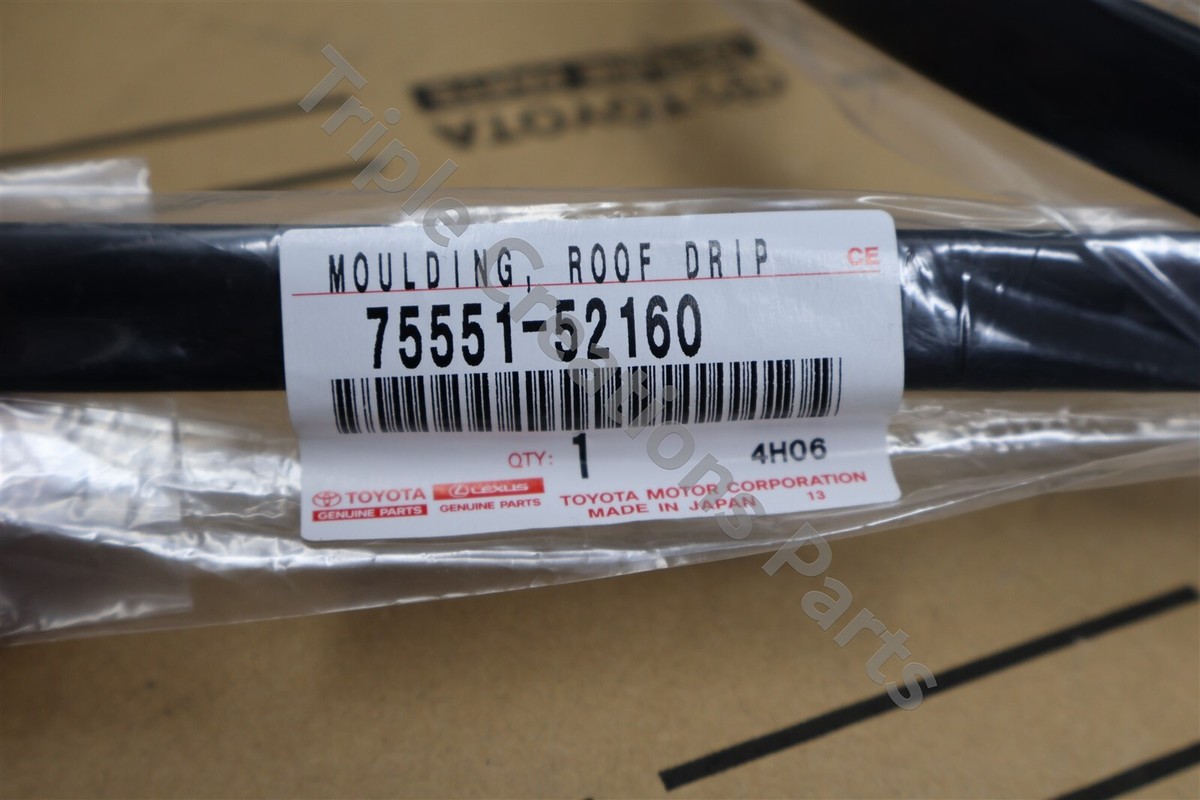 TOYOTA
MOULDING, ROOF DRIP CE
75551-52160
QTY: 1 4H06
TOYOTA GENUINE PARTS
LEXUS GENUINE PARTS
TOYOTA MOTOR CORPORATION
MADE IN JAPAN 13
Triple Creations Parts